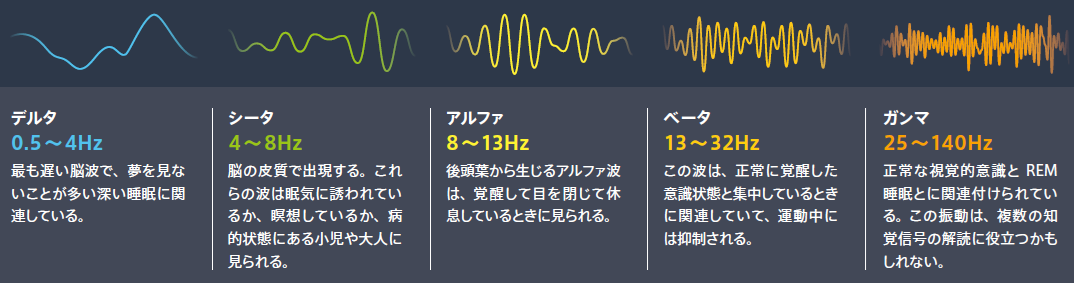 デルタ
0.5～4Hz
最も遅い脳波で、夢を見な
いことが多い深い睡眠に関
連している。
シータ
4～8Hz
脳の皮質で出現する。これ
らの波は眠気に誘われてい
るか、瞑想しているか、病
的状態にある小児や大人に
見られる。
アルファ
8～13Hz
後頭葉から生じるアルファ波
は、覚醒して目を閉じて休
息しているときに見られる。
ベータ
13～32Hz
この波は、正常に覚醒した
意識状態と集中しているとき
に関連していて、運動中に
は抑制される。
ガンマ
25～140Hz
正常な視覚的意識と REM
睡眠とに関連付けられてい
る。この振動は、複数の知
覚信号の解読に役立つかも
しれない。